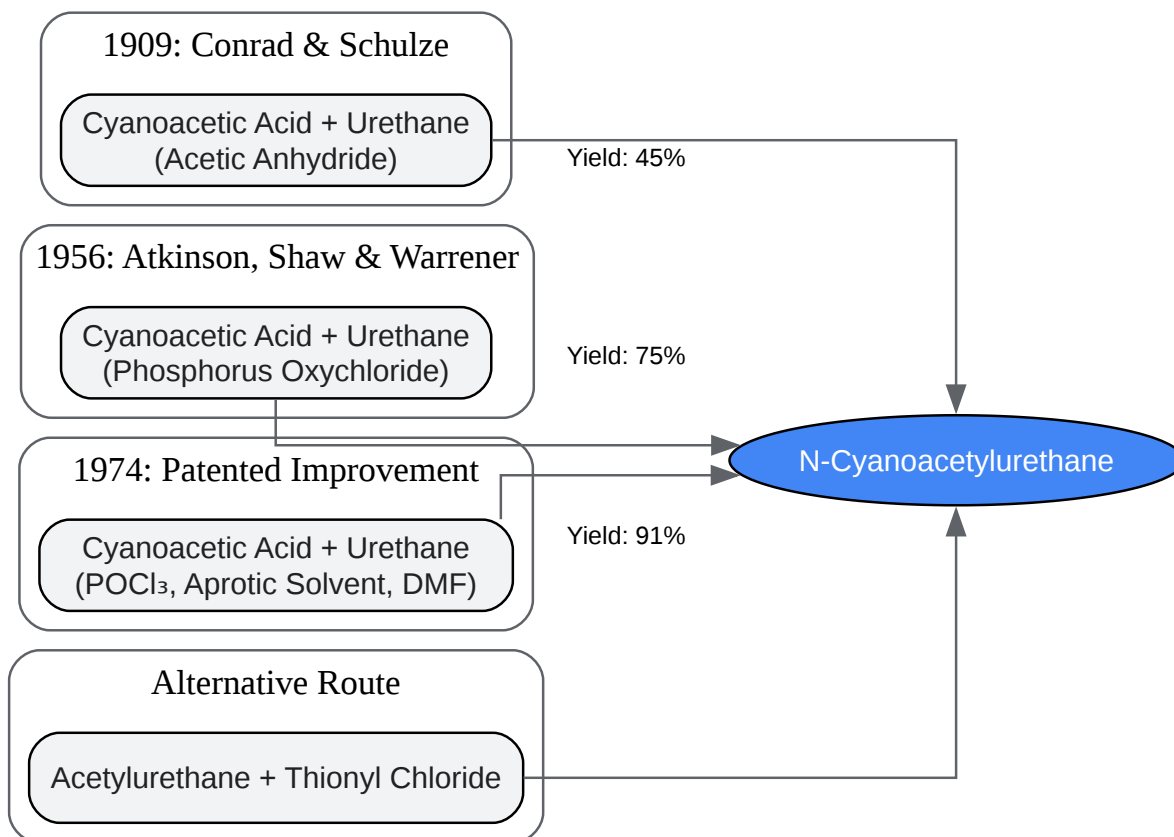 1909: Conrad & Schulze
Cyanoacetic Acid + Urethane
(Acetic Anhydride)
Yield: 45%
1956: Atkinson, Shaw & Warrener
Cyanoacetic Acid + Urethane
(Phosphorus Oxychloride)
Yield: 75%
1974: Patented Improvement
Cyanoacetic Acid + Urethane
(POCl₃, Aprotic Solvent, DMF)
Yield: 91%
N-Cyanoacetylurethane
Alternative Route
Acetylurethane + Thionyl Chloride